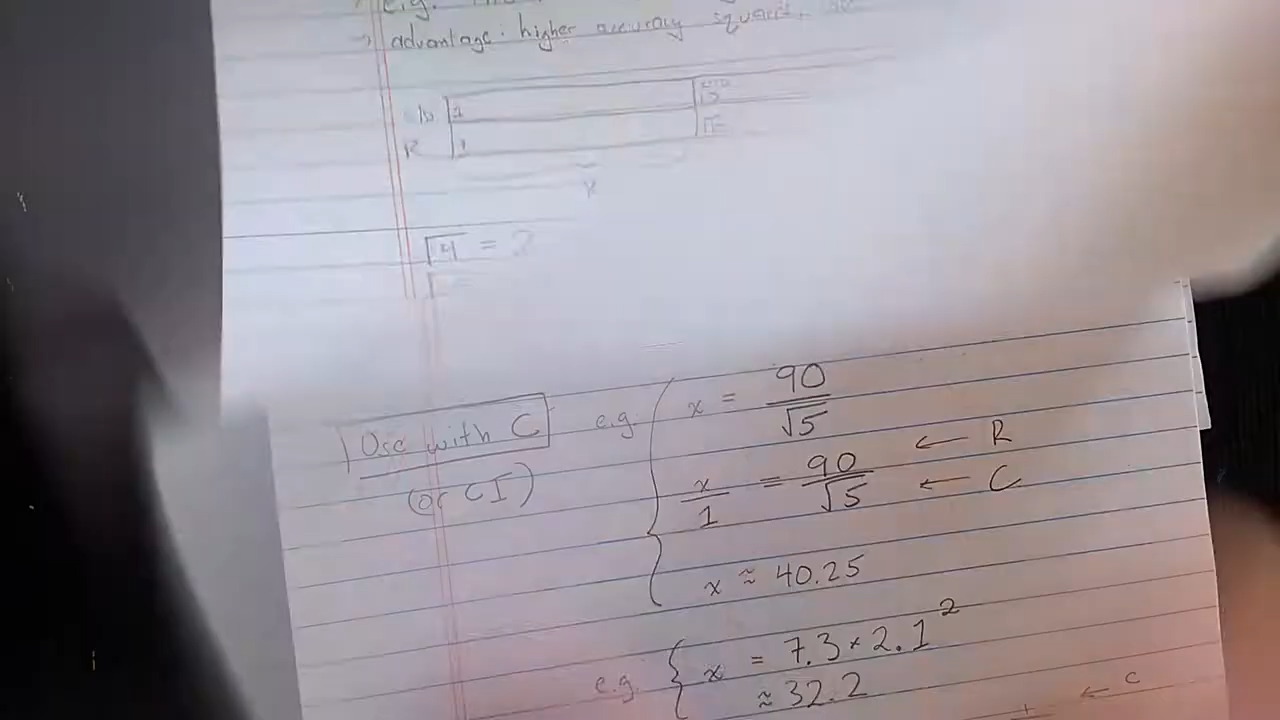 e.g.
advantage: higher accuracy
R
x
√4 = 2
Use with C
(or CI)
e.g. x = 90/√5
x/1 = 90/√5 ← R ← C
x ≈ 40.25
e.g. x = 7.3 * 2.1²
≈ 32.2
← C